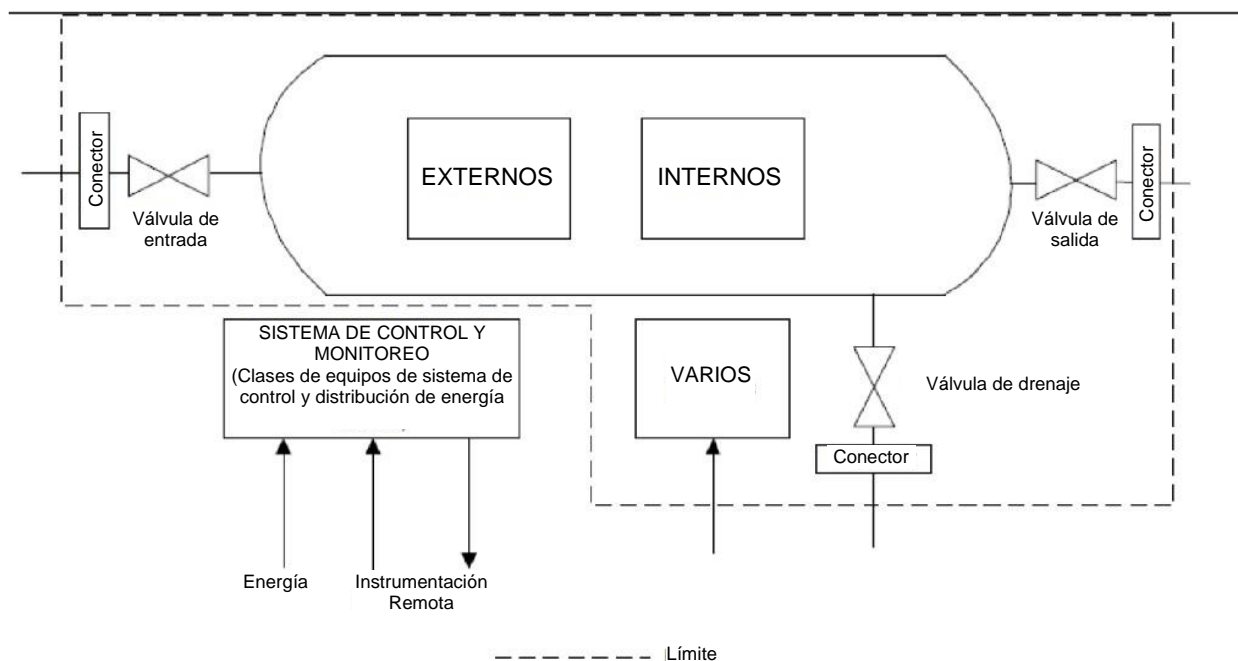 Conector
Válvula de
entrada
EXTERNOS
INTERNOS
Válvula de
salida
Conector
SISTEMA DE CONTROL Y
MONITOREO
(Clases de equipos de sistema de
control y distribución de energía
VARIOS
Válvula de drenaje
Conector
Energía
Instrumentación
Remota
Límite